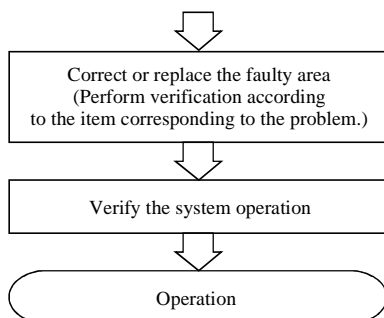 Correct or replace the faulty area
(Perform verification according
to the item corresponding to the problem.)
Verify the system operation
Operation